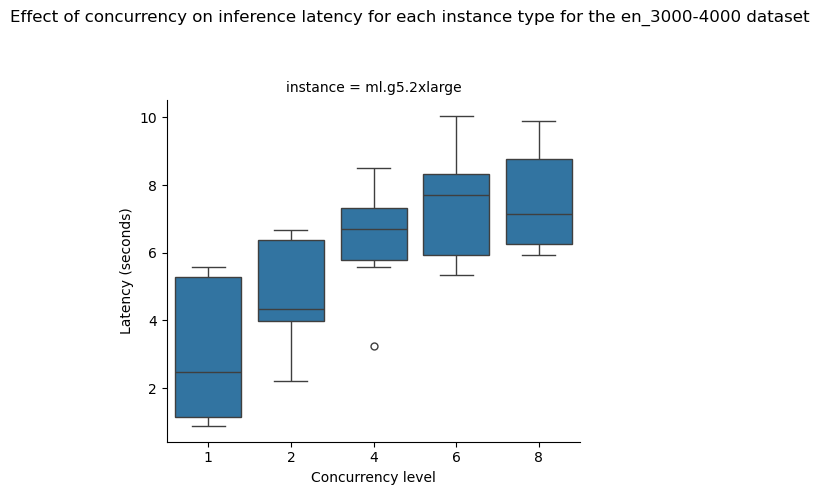 Effect of concurrency on inference latency for each instance type for the en_3000-4000 dataset
instance = ml.g5.2xlarge
10
8
6
4
2
Latency (seconds)
1 2 4 6 8
Concurrency level